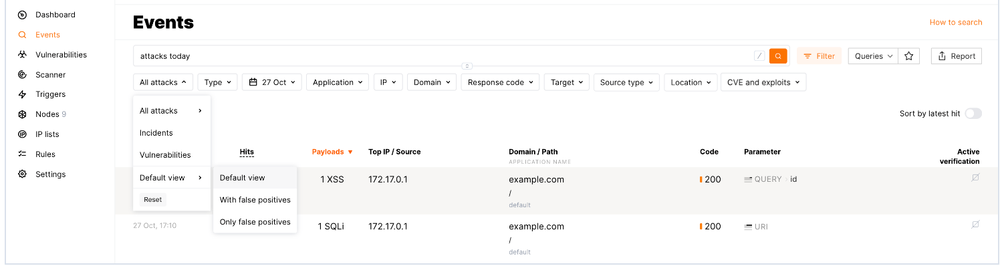 Dashboard
Events
Vulnerabilities
Scanner
Triggers
Nodes 9
IP lists
Rules
Settings
Events
How to search
attacks today
/
Filter
Queries
Report
All attacks
Type
27 Oct
Application
IP
Domain
Response code
Target
Source type
Location
CVE and exploits
All attacks
Incidents
Vulnerabilities
Default view
Reset
Default view
With false positives
Only false positives
Sort by latest hit
Hits
Payloads
Top IP / Source
Domain / Path
APPLICATION NAME
Code
Parameter
Active
verification
1 XSS
172.17.0.1
example.com
/
default
200
QUERY › id
27 Oct, 17:10
1 SQLi
172.17.0.1
example.com
/
default
200
URI